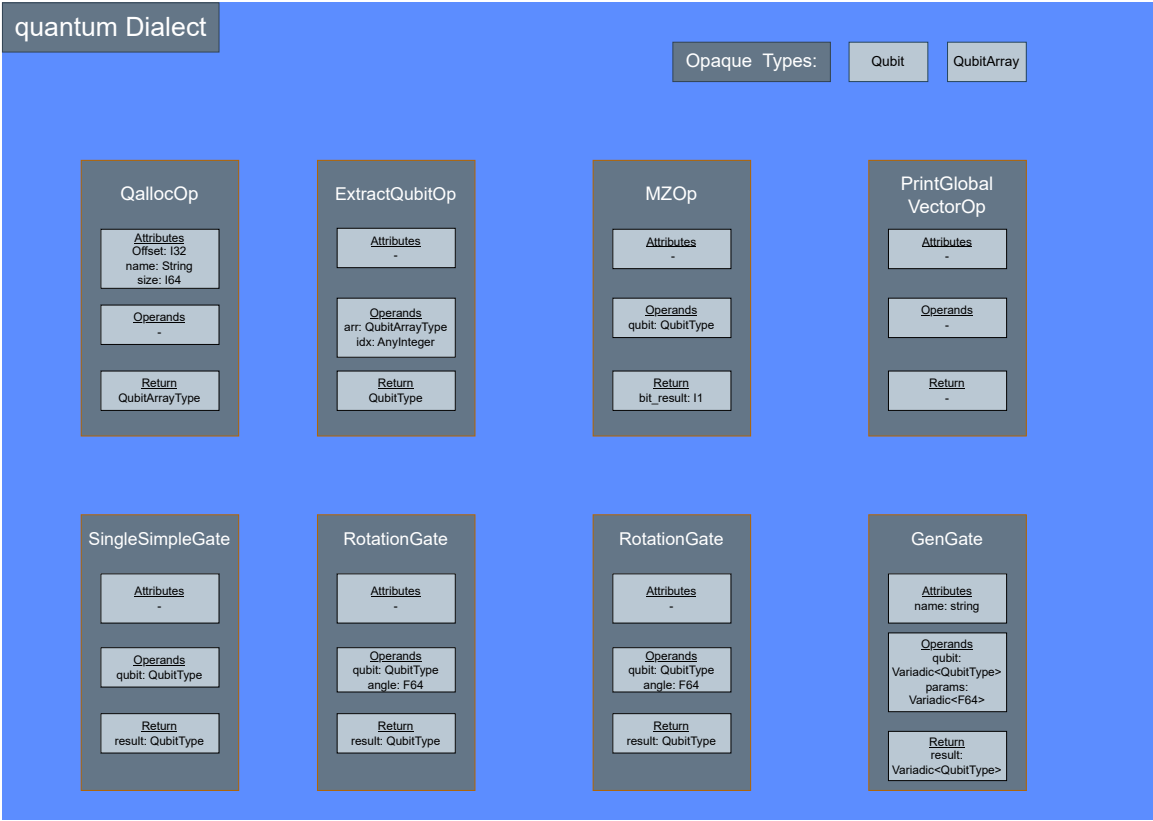 quantum Dialect
Opaque Types:
Qubit
QubitArray
QallocOp
Attributes
Offset: I32
name: String
size: I64
Operands
-
Return
QubitArrayType
ExtractQubitOp
Attributes
-
Operands
arr: QubitArrayType
idx: AnyInteger
Return
QubitType
MZOp
Attributes
-
Operands
qubit: QubitType
Return
bit_result: I1
PrintGlobal
VectorOp
Attributes
-
Operands
-
Return
-
SingleSimpleGate
Attributes
-
Operands
qubit: QubitType
Return
result: QubitType
RotationGate
Attributes
-
Operands
qubit: QubitType
angle: F64
Return
result: QubitType
RotationGate
Attributes
-
Operands
qubit: QubitType
angle: F64
Return
result: QubitType
GenGate
Attributes
name: string
Operands
qubit:
Variadic<QubitType>
params:
Variadic<F64>
Return
result:
Variadic<QubitType>